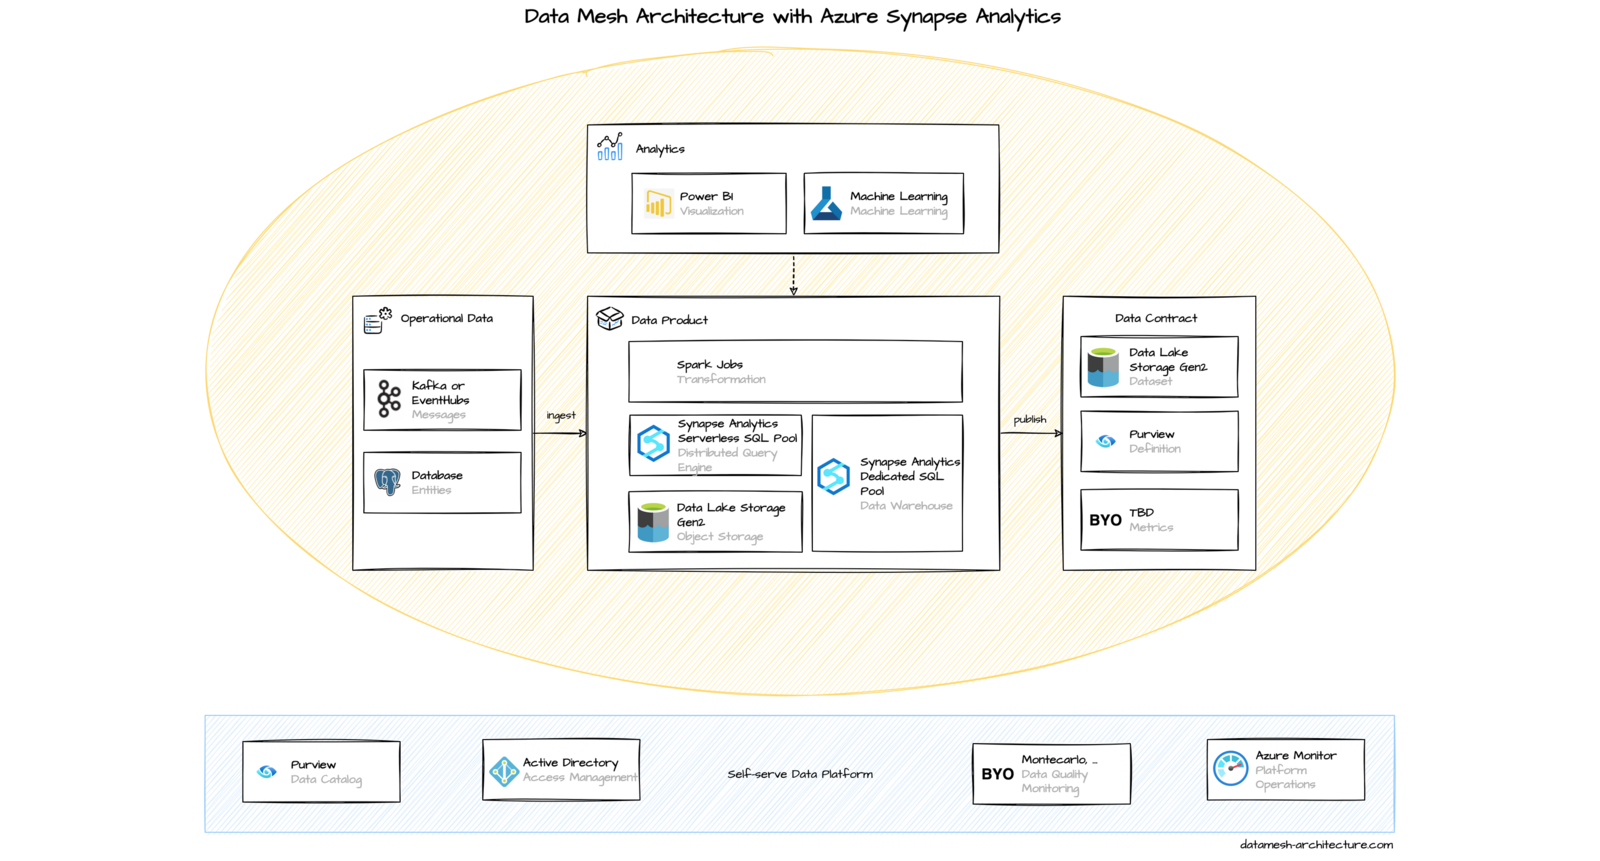 Data Mesh Architecture with Azure Synapse Analytics
Analytics
Power BI
Visualization
Machine Learning
Machine Learning
Operational Data
Kafka or
EventHubs
Messages
Database
Entities
ingest
Data Product
Spark Jobs
Transformation
Synapse Analytics
Serverless SQL Pool
Distributed Query
Engine
Data Lake Storage
Gen2
Object Storage
Synapse Analytics
Dedicated SQL
Pool
Data Warehouse
publish
Data Contract
Data Lake
Storage Gen2
Dataset
Purview
Definition
BYO
TBD
Metrics
Purview
Data Catalog
Active Directory
Access Management
Self-serve Data Platform
BYO
Montecarlo, ...
Data Quality
Monitoring
Azure Monitor
Platform
Operations
datamesh-architecture.com